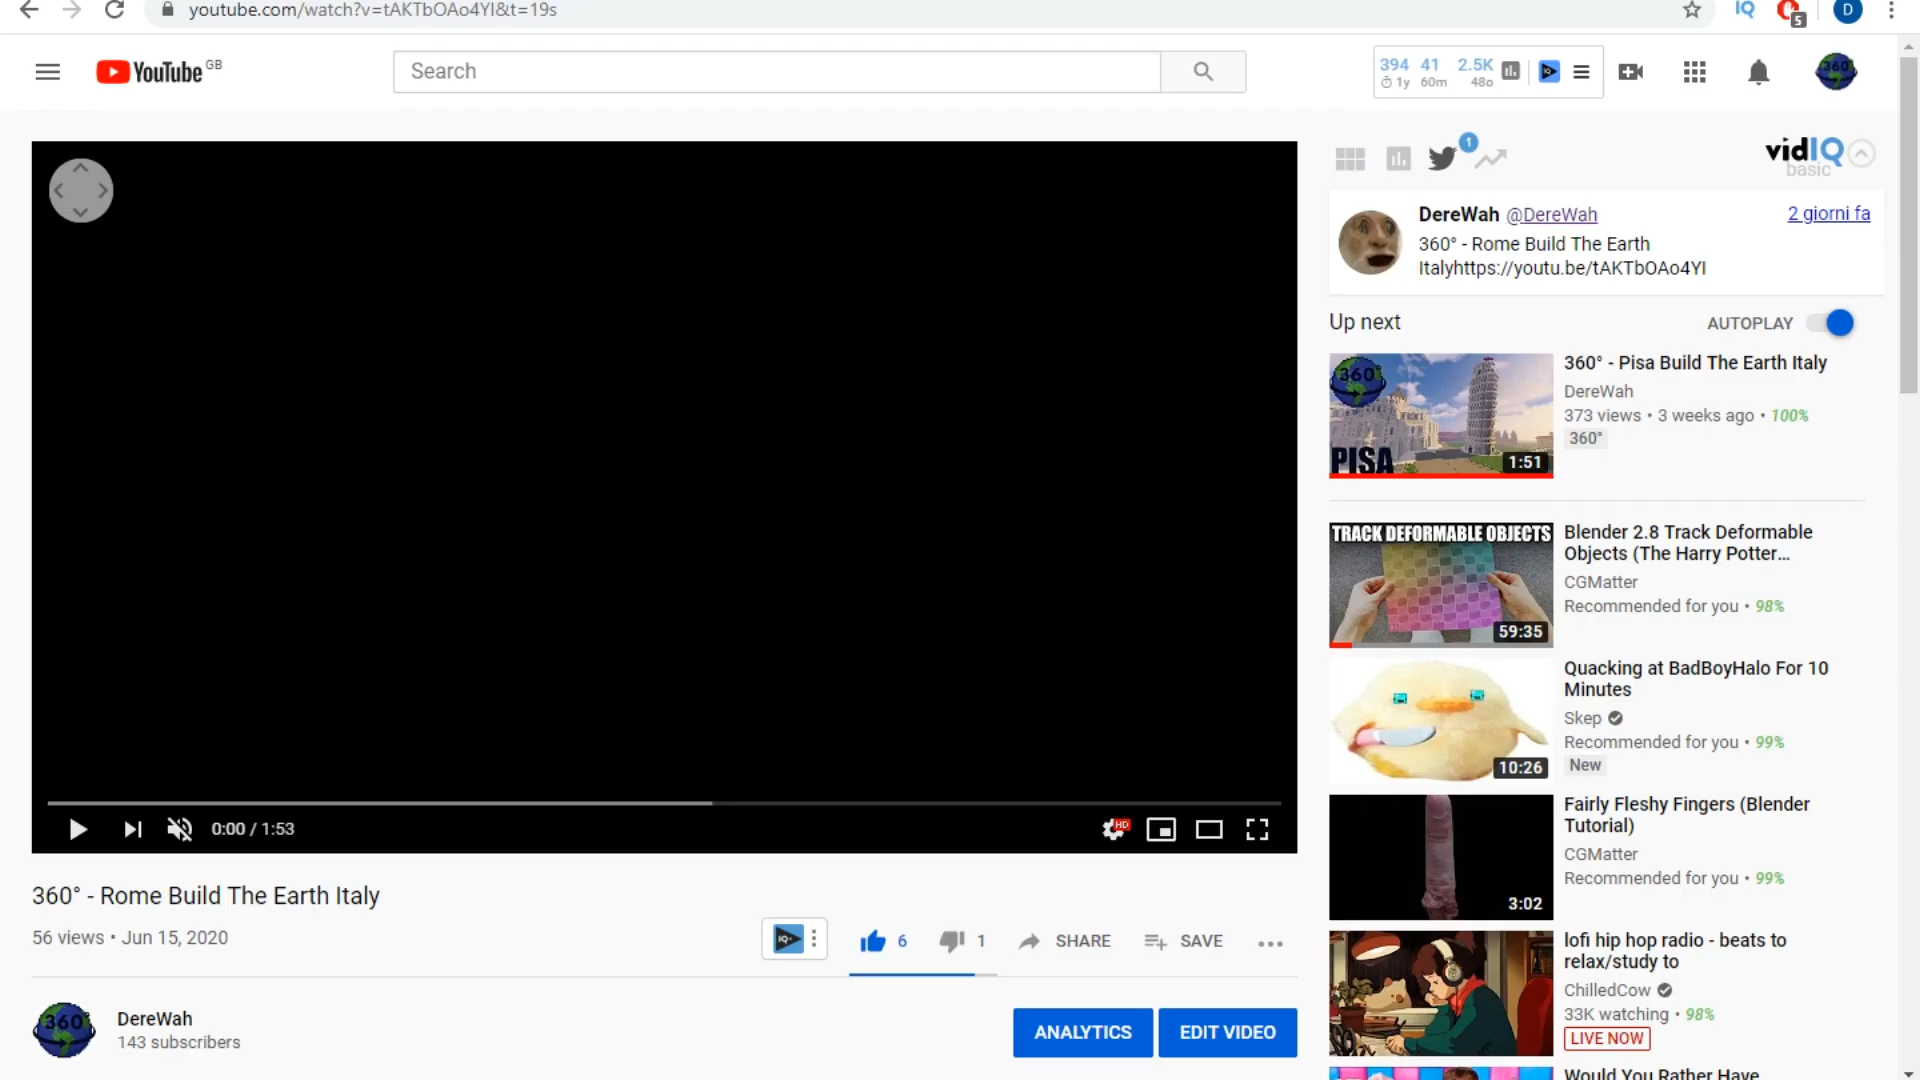 youtube.com/watch?v=tAKTbOAo4YI&t=19s
IQ
5
D
YouTube GB
Search
394 41 2.5K
1y 60m 48o
360°
1
vidIQ
basic
DereWah @DereWah 2 giorni fa
360° - Rome Build The Earth
Italyhttps://youtu.be/tAKTbOAo4YI
Up next AUTOPLAY
360°
PISA
1:51
360° - Pisa Build The Earth Italy
DereWah
373 views • 3 weeks ago • 100%
360°
TRACK DEFORMABLE OBJECTS
59:35
Blender 2.8 Track Deformable
Objects (The Harry Potter...
CGMatter
Recommended for you • 98%
10:26
Quacking at BadBoyHalo For 10
Minutes
Skep
Recommended for you • 99%
New
3:02
Fairly Fleshy Fingers (Blender
Tutorial)
CGMatter
Recommended for you • 99%
lofi hip hop radio - beats to
relax/study to
ChilledCow
33K watching • 98%
LIVE NOW
Would You Rather Have
0:00 / 1:53
HD
360° - Rome Build The Earth Italy
56 views • Jun 15, 2020
IQ
6 1 SHARE SAVE
360°
DereWah
143 subscribers
ANALYTICS EDIT VIDEO